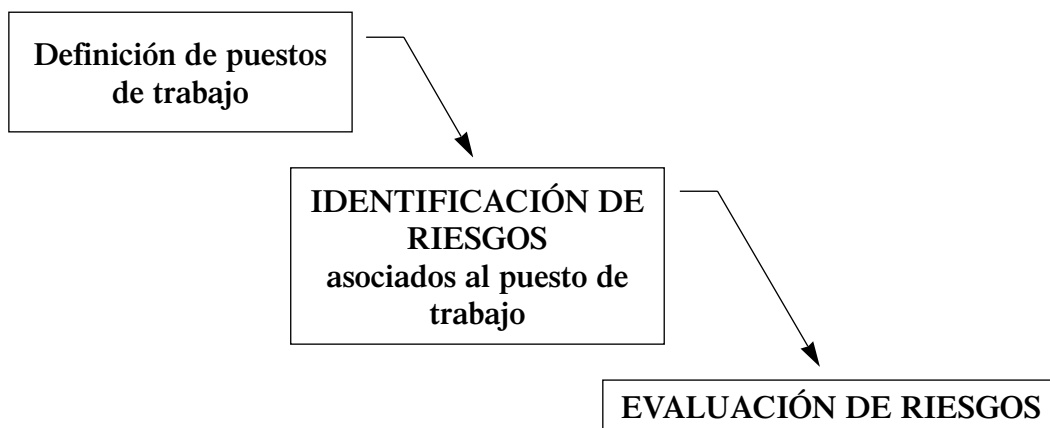 Definición de puestos
de trabajo
IDENTIFICACIÓN DE
RIESGOS
asociados al puesto de
trabajo
EVALUACIÓN DE RIESGOS